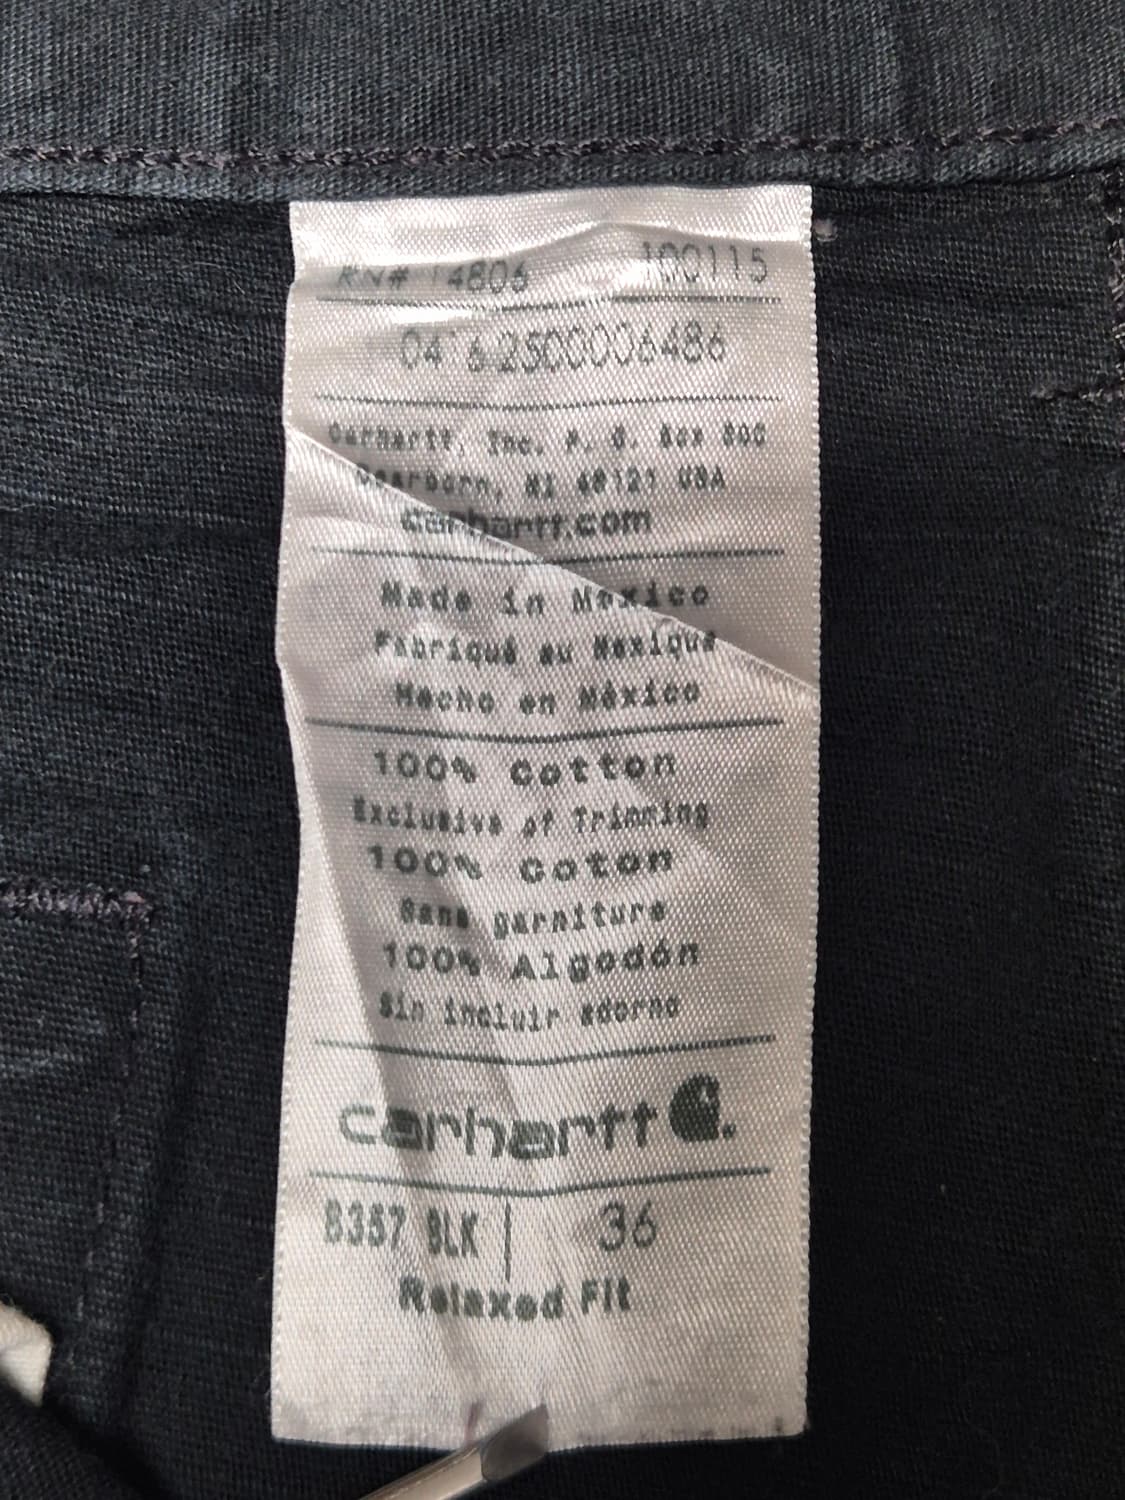 RN# 14806 100115
2500006486
Carhartt, Inc. P. O. Box 600
Dearborn, MI 48121 USA
carhartt.com
Made in Mexico
Fabriqué au Mexique
Hecho en México
100% Cotton
Exclusive of Trimming
100% Coton
Sans garniture
100% Algodón
Sin incluir adorno
carhartt
B357 BLK | 36
Relaxed Fit